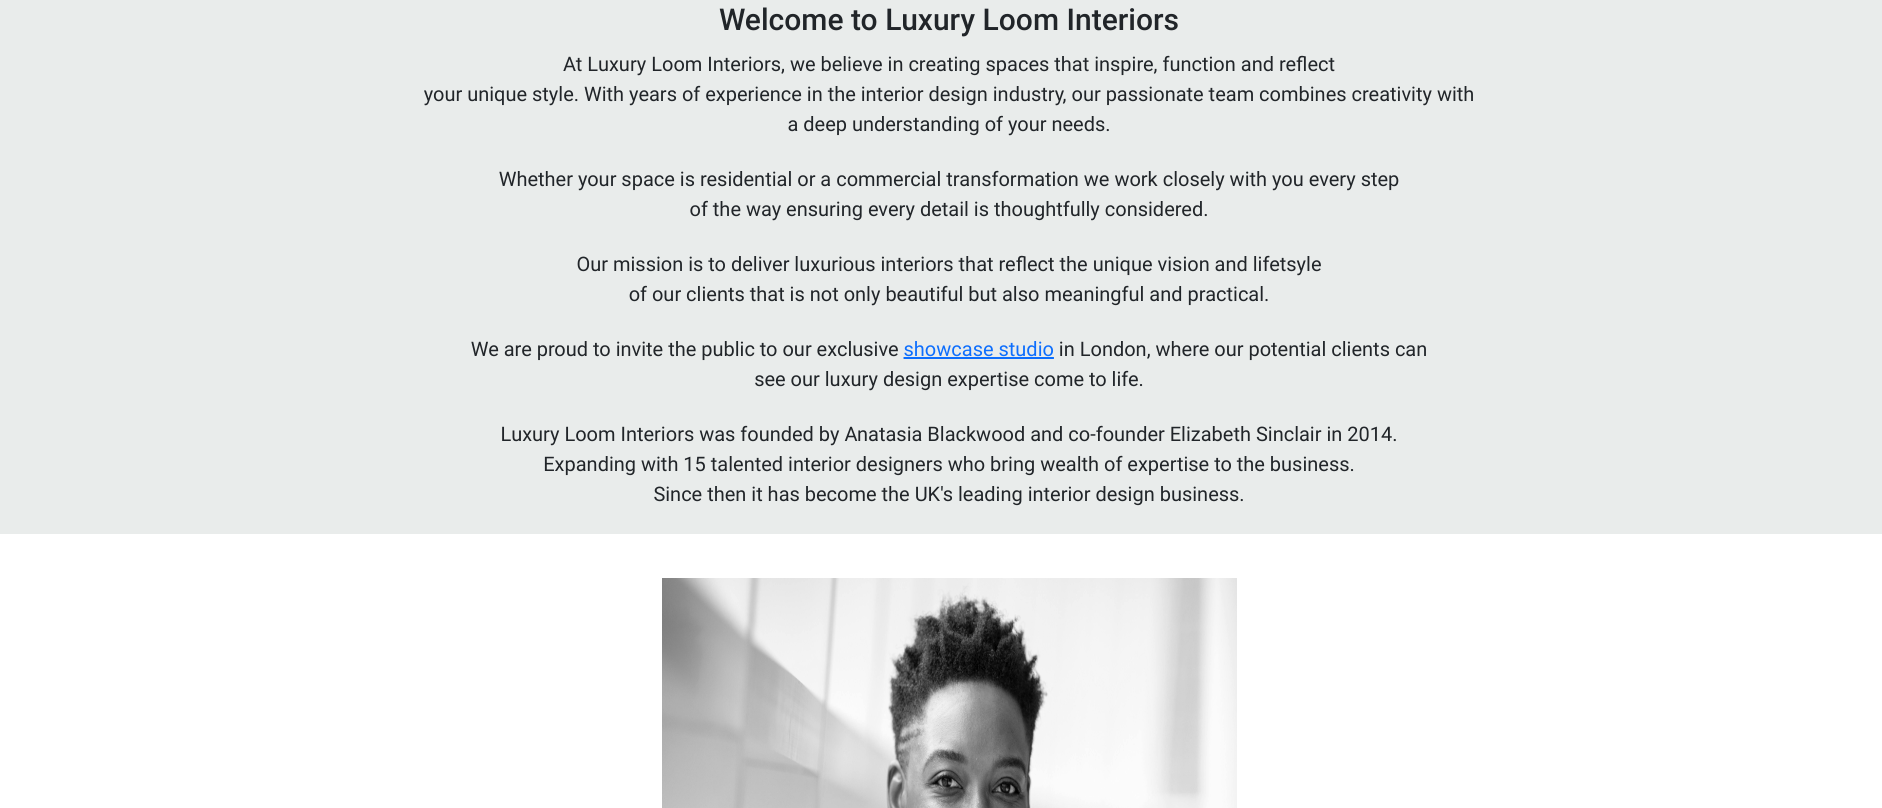 Welcome to Luxury Loom Interiors
At Luxury Loom Interiors, we believe in creating spaces that inspire, function and reflect
your unique style. With years of experience in the interior design industry, our passionate team combines creativity with
a deep understanding of your needs.
Whether your space is residential or a commercial transformation we work closely with you every step
of the way ensuring every detail is thoughtfully considered.
Our mission is to deliver luxurious interiors that reflect the unique vision and lifetsyle
of our clients that is not only beautiful but also meaningful and practical.
We are proud to invite the public to our exclusive showcase studio in London, where our potential clients can
see our luxury design expertise come to life.
Luxury Loom Interiors was founded by Anatasia Blackwood and co-founder Elizabeth Sinclair in 2014.
Expanding with 15 talented interior designers who bring wealth of expertise to the business.
Since then it has become the UK's leading interior design business.